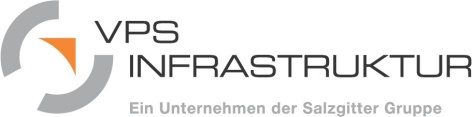 VPS
INFRASTRUKTUR
Ein Unternehmen der Salzgitter Gruppe